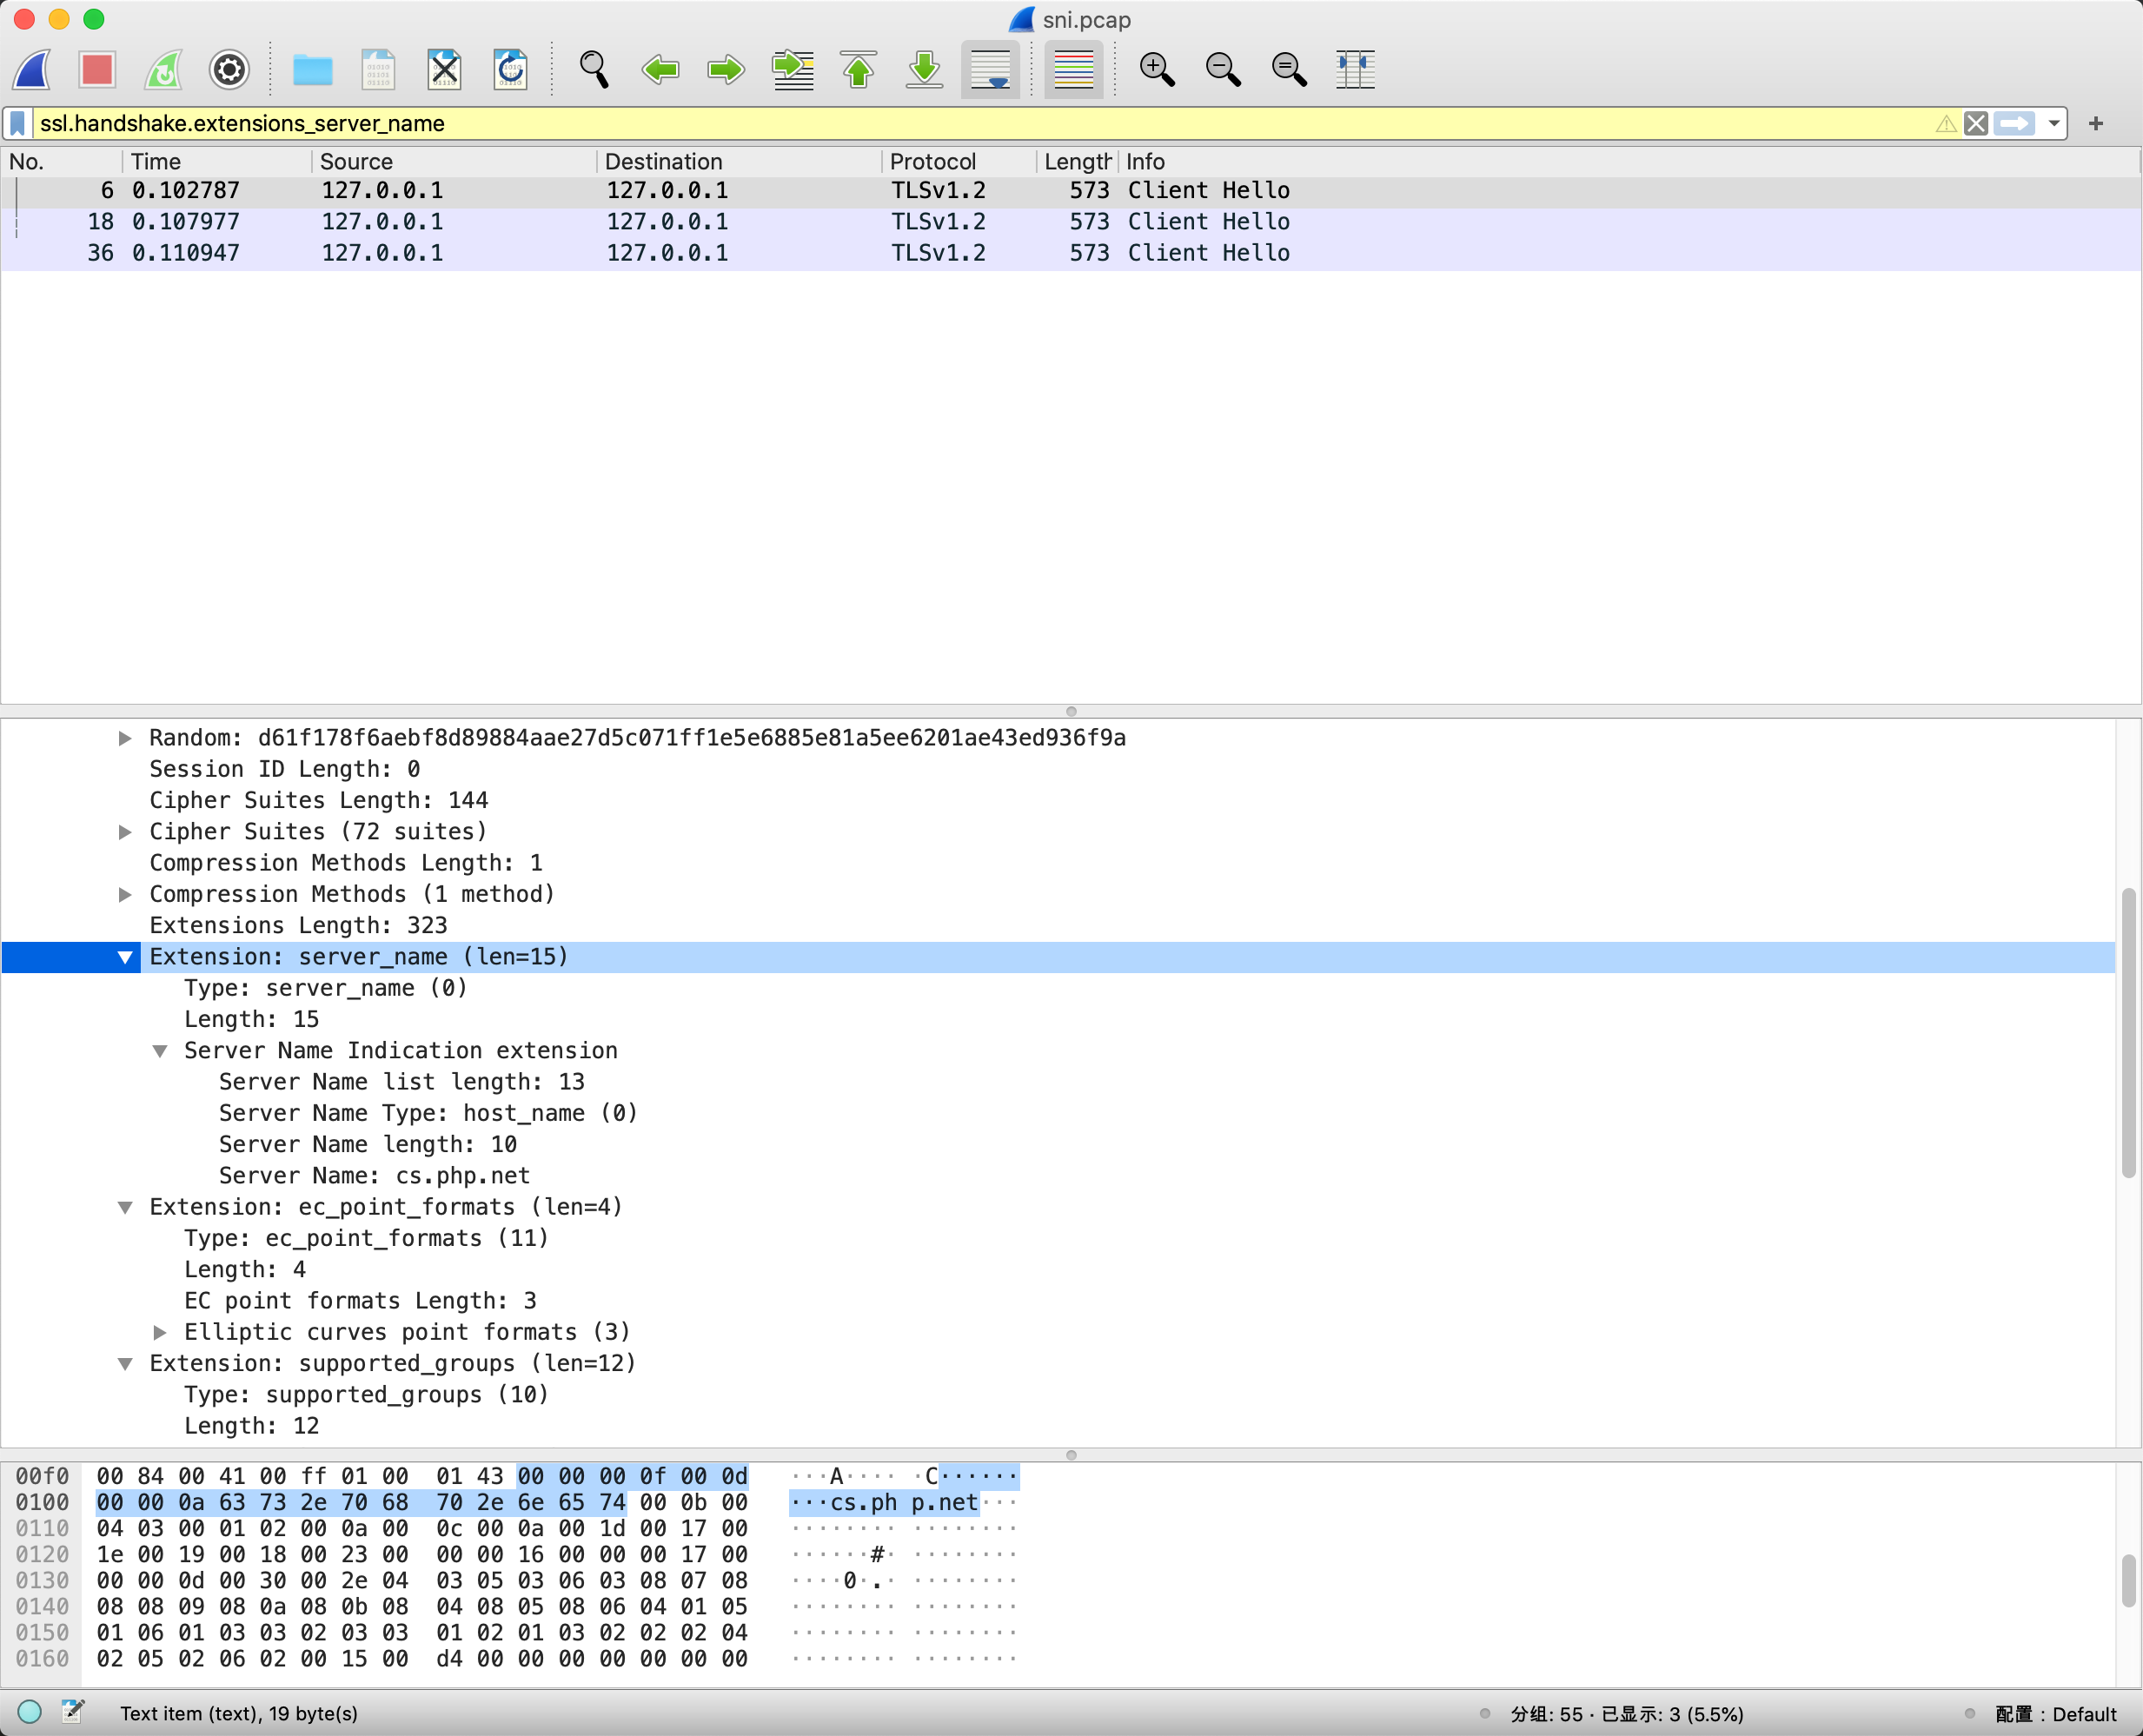 sni.pcap
ssl.handshake.extensions_server_name
No. Time Source Destination Protocol Length Info
6 0.102787 127.0.0.1 127.0.0.1 TLSv1.2 573 Client Hello
18 0.107977 127.0.0.1 127.0.0.1 TLSv1.2 573 Client Hello
36 0.110947 127.0.0.1 127.0.0.1 TLSv1.2 573 Client Hello
Random: d61f178f6aebf8d89884aae27d5c071ff1e5e6885e81a5ee6201ae43ed936f9a
Session ID Length: 0
Cipher Suites Length: 144
Cipher Suites (72 suites)
Compression Methods Length: 1
Compression Methods (1 method)
Extensions Length: 323
Extension: server_name (len=15)
Type: server_name (0)
Length: 15
Server Name Indication extension
Server Name list length: 13
Server Name Type: host_name (0)
Server Name length: 10
Server Name: cs.php.net
Extension: ec_point_formats (len=4)
Type: ec_point_formats (11)
Length: 4
EC point formats Length: 3
Elliptic curves point formats (3)
Extension: supported_groups (len=12)
Type: supported_groups (10)
Length: 12
00f0 00 84 00 41 00 ff 01 00 01 43 00 00 00 0f 00 0d ···A···· ·C······
0100 00 00 0a 63 73 2e 70 68 70 2e 6e 65 74 00 0b 00 ···cs.ph p.net···
0110 04 03 00 01 02 00 0a 00 0c 00 0a 00 1d 00 17 00 ········ ········
0120 1e 00 19 00 18 00 23 00 00 00 16 00 00 00 17 00 ······#· ········
0130 00 00 0d 00 30 00 2e 04 03 05 03 06 03 08 07 08 ····0·.· ········
0140 08 08 09 08 0a 08 0b 08 04 08 05 08 06 04 01 05 ········ ········
0150 01 06 01 03 03 02 03 03 01 02 01 03 02 02 02 04 ········ ········
0160 02 05 02 06 02 00 15 00 d4 00 00 00 00 00 00 00 ········ ········
Text item (text), 19 byte(s) 分组: 55 · 已显示: 3 (5.5%) 配置：Default